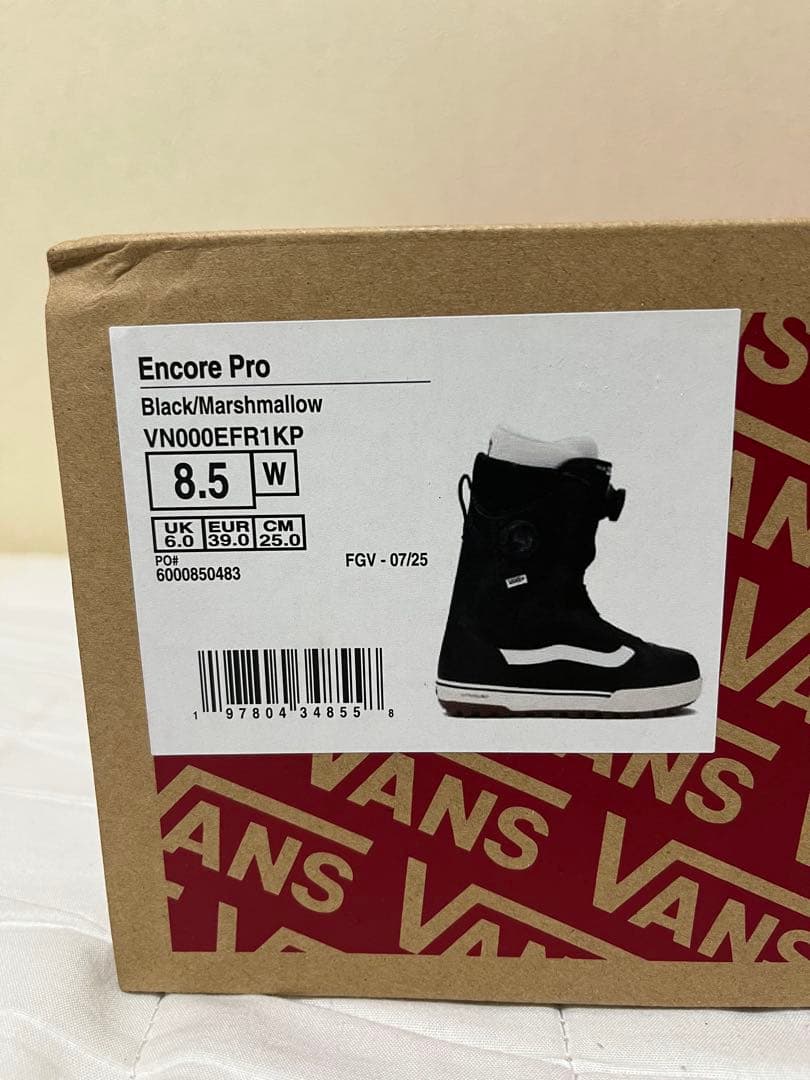 Encore Pro
Black/Marshmallow
VN000EFR1KP
8.5 W
UK EUR CM
6.0 39.0 25.0
PO#
6000850483
FGV - 07/25
1 97804 34855 8
VANS
VANS
VANS
VANS